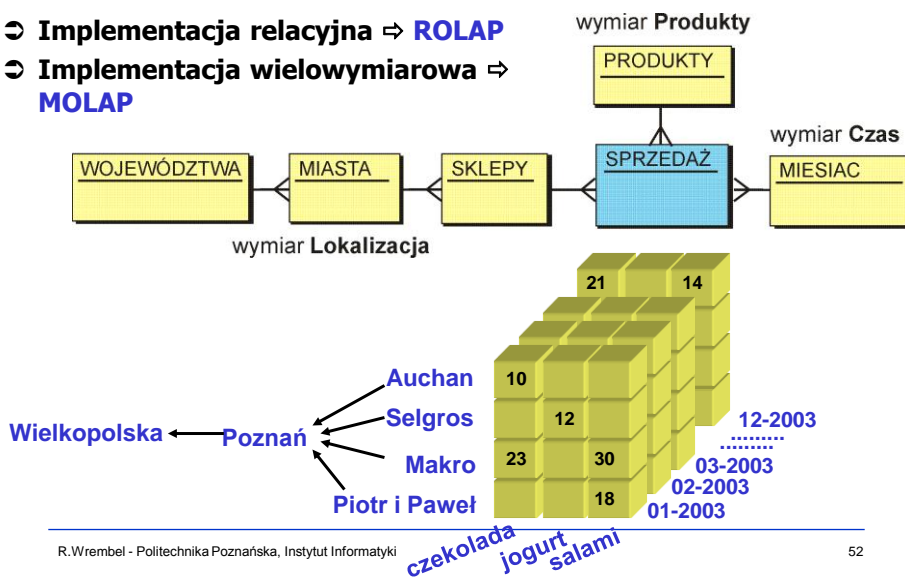 ➲ Implementacja relacyjna ⇨ ROLAP
➲ Implementacja wielowymiarowa ⇨
MOLAP
wymiar Produkty
PRODUKTY
wymiar Czas
WOJEWÓDZTWA
MIASTA
SKLEPY
SPRZEDAŻ
MIESIAC
wymiar Lokalizacja
21 14
Auchan 10
Selgros 12
Wielkopolska Poznań
Makro 23 30
Piotr i Paweł 18
12-2003
.........
.........
03-2003
02-2003
01-2003
czekolada
jogurt
salami
R.Wrembel - Politechnika Poznańska, Instytut Informatyki 52